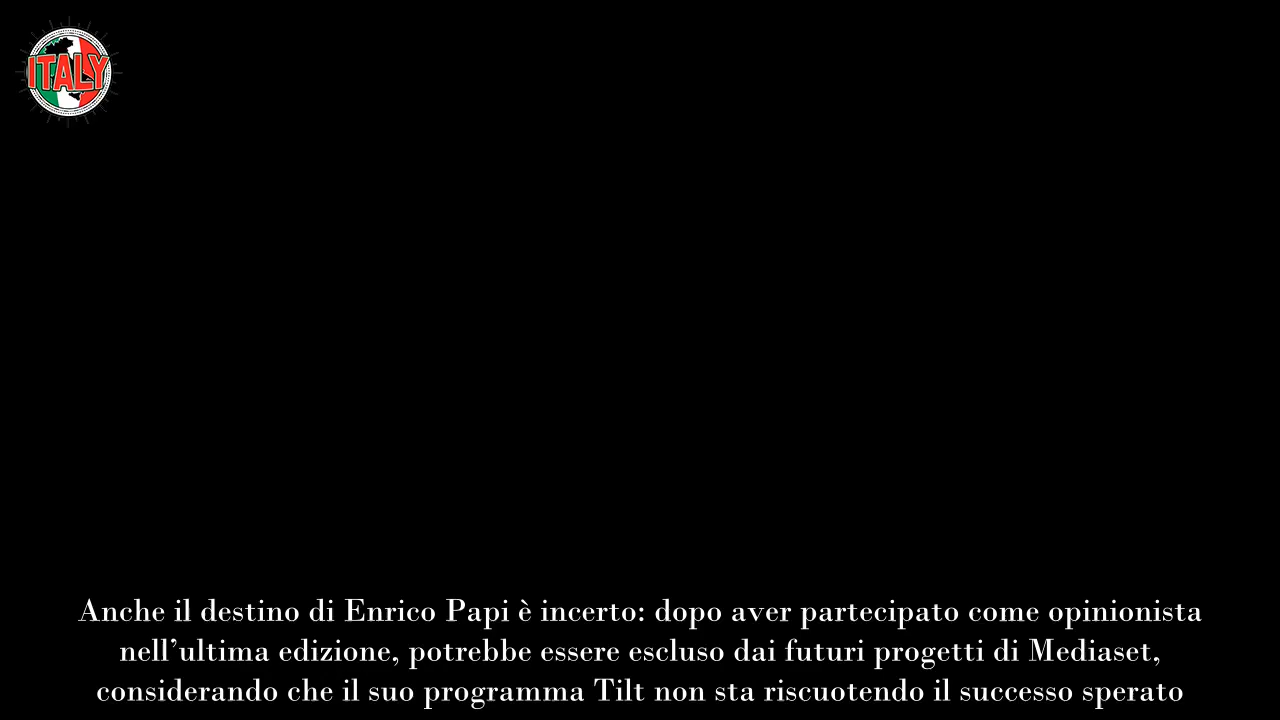 ITALY
Anche il destino di Enrico Papi è incerto: dopo aver partecipato come opinionista
nell’ultima edizione, potrebbe essere escluso dai futuri progetti di Mediaset,
considerando che il suo programma Tilt non sta riscuotendo il successo sperato